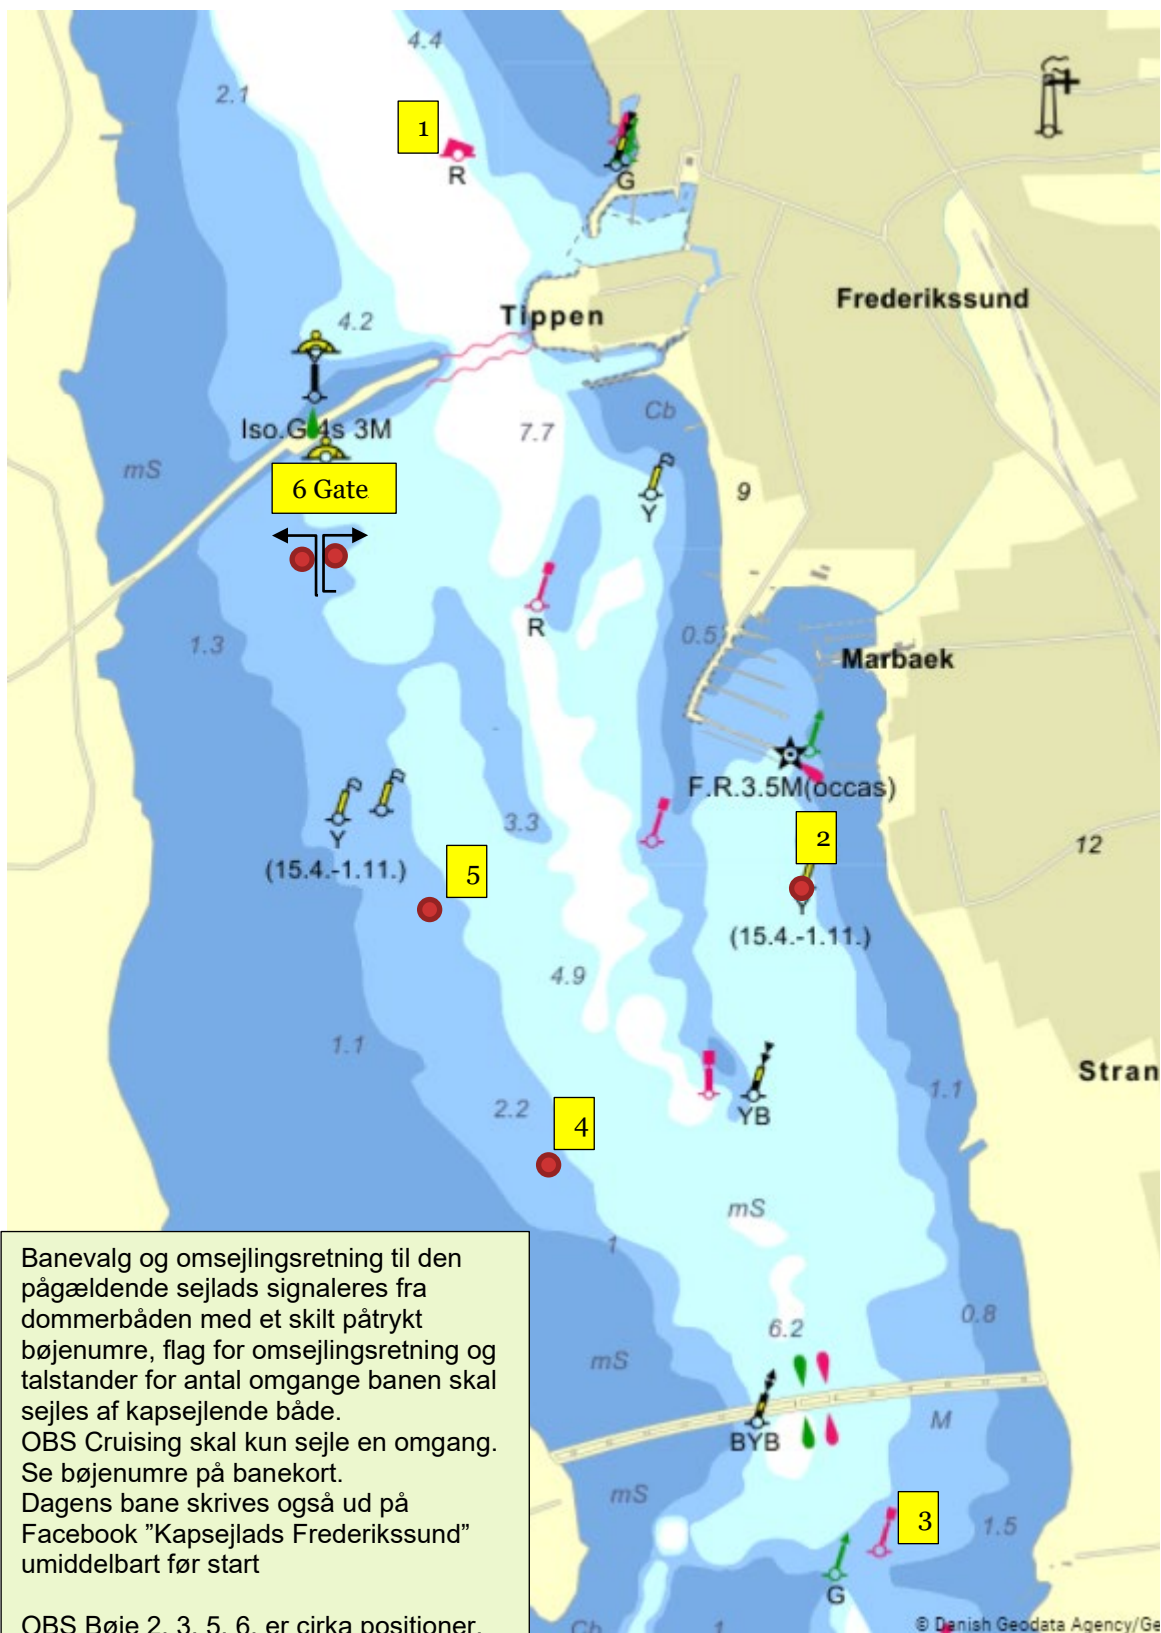 4.4
2.1
1
R
G
Tippen
Frederikssund
4.2
Iso.G 4s 3M
7.7
Cb
mS
6 Gate
9
Y
R
1.3
0.5
Marbaek
F.R.3.5M(occas)
Y
(15.4.-1.11.)
3.3
2
12
5
Y
(15.4.-1.11.)
4.9
1.1
Stran
1.1
2.2
4
YB
mS
1
6.2
0.8
mS
BYB
M
mS
3
1.5
G
Cb
1
Banevalg og omsejlingsretning til den
pågældende sejlads signaleres fra
dommerbåden med et skilt påtrykt
bøjenumre, flag for omsejlingsretning og
talstander for antal omgange banen skal
sejles af kapsejlende både.
OBS Cruising skal kun sejle en omgang.
Se bøjenumre på banekort.
Dagens bane skrives også ud på
Facebook ”Kapsejlads Frederikssund”
umiddelbart før start
OBS Bøje 2, 3, 5, 6, er cirka positioner.
© Danish Geodata Agency/Ge